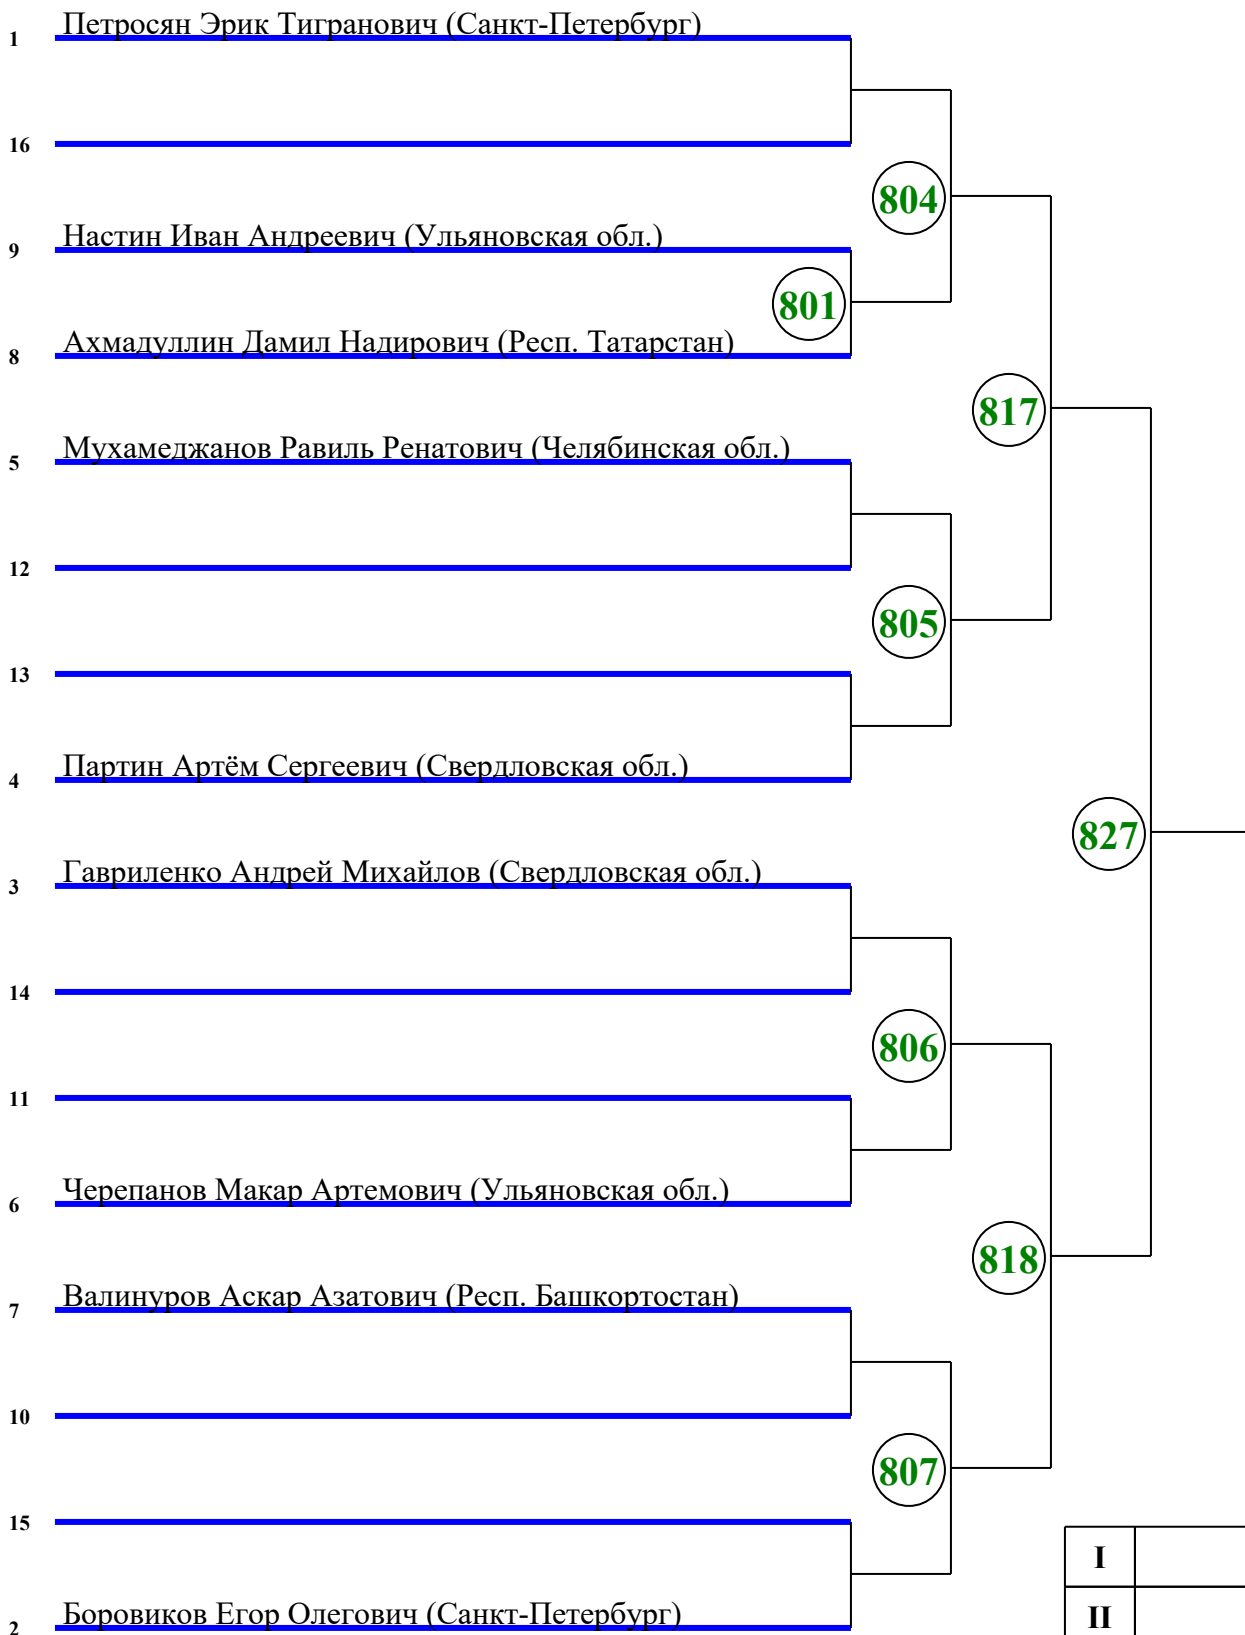 1 Петросян Эрик Тигранович (Санкт-Петербург)
16
804
9 Настин Иван Андреевич (Ульяновская обл.)
801
8 Ахмадуллин Дамил Надирович (Респ. Татарстан)
817
5 Мухамеджанов Равиль Ренатович (Челябинская обл.)
12
805
13
4 Партин Артём Сергеевич (Свердловская обл.)
827
3 Гавриленко Андрей Михайлов (Свердловская обл.)
14
806
11
6 Черепанов Макар Артемович (Ульяновская обл.)
818
7 Валинуров Аскар Азатович (Респ. Башкортостан)
10
807
15
I
II
2 Боровиков Егор Олегович (Санкт-Петербург)